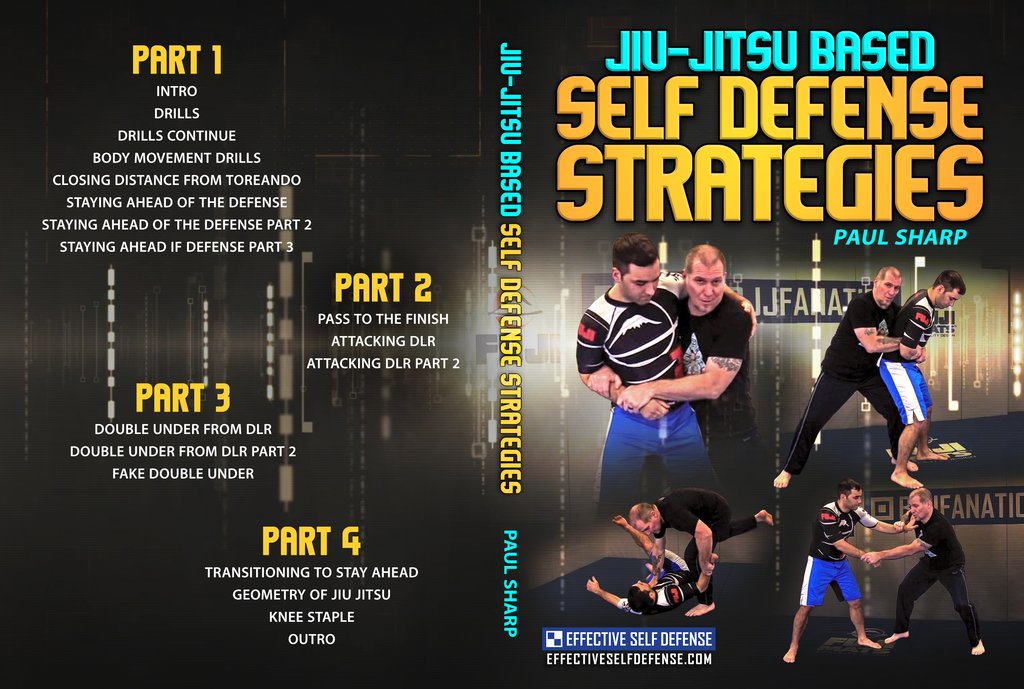 PART 1
INTRO
DRILLS
DRILLS CONTINUE
BODY MOVEMENT DRILLS
CLOSING DISTANCE FROM TOREANDO
STAYING AHEAD OF THE DEFENSE
STAYING AHEAD OF THE DEFENSE PART 2
STAYING AHEAD IF DEFENSE PART 3
PART 2
PASS TO THE FINISH
ATTACKING DLR
ATTACKING DLR PART 2
PART 3
DOUBLE UNDER FROM DLR
DOUBLE UNDER FROM DLR PART 2
FAKE DOUBLE UNDER
PART 4
TRANSITIONING TO STAY AHEAD
GEOMETRY OF JIU JITSU
KNEE STAPLE
OUTRO
JIU-JITSU BASED SELF DEFENSE STRATEGIES PAUL SHARP
JIU-JITSU BASED
SELF DEFENSE
STRATEGIES
PAUL SHARP
JJFANATI
FUJI
FANATIC
EFFECTIVE SELF DEFENSE
EFFECTIVESELFDEFENSE.COM